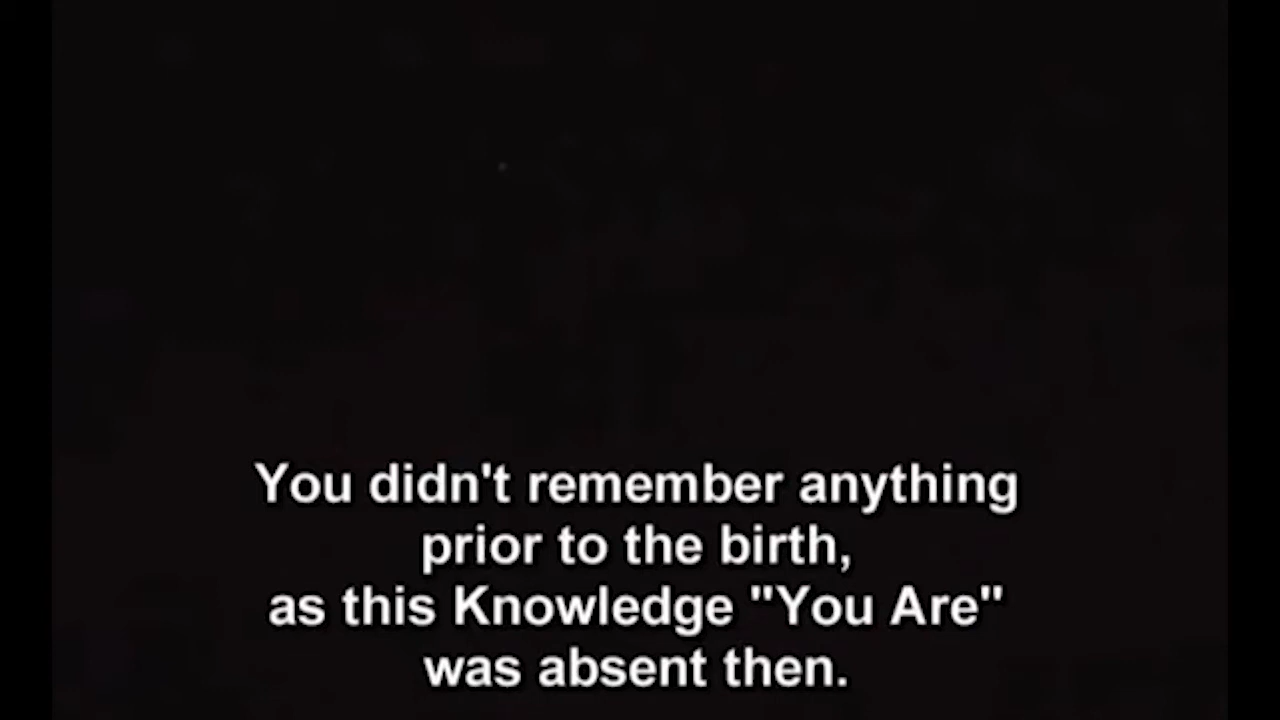 You didn't remember anything
prior to the birth,
as this Knowledge "You Are"
was absent then.